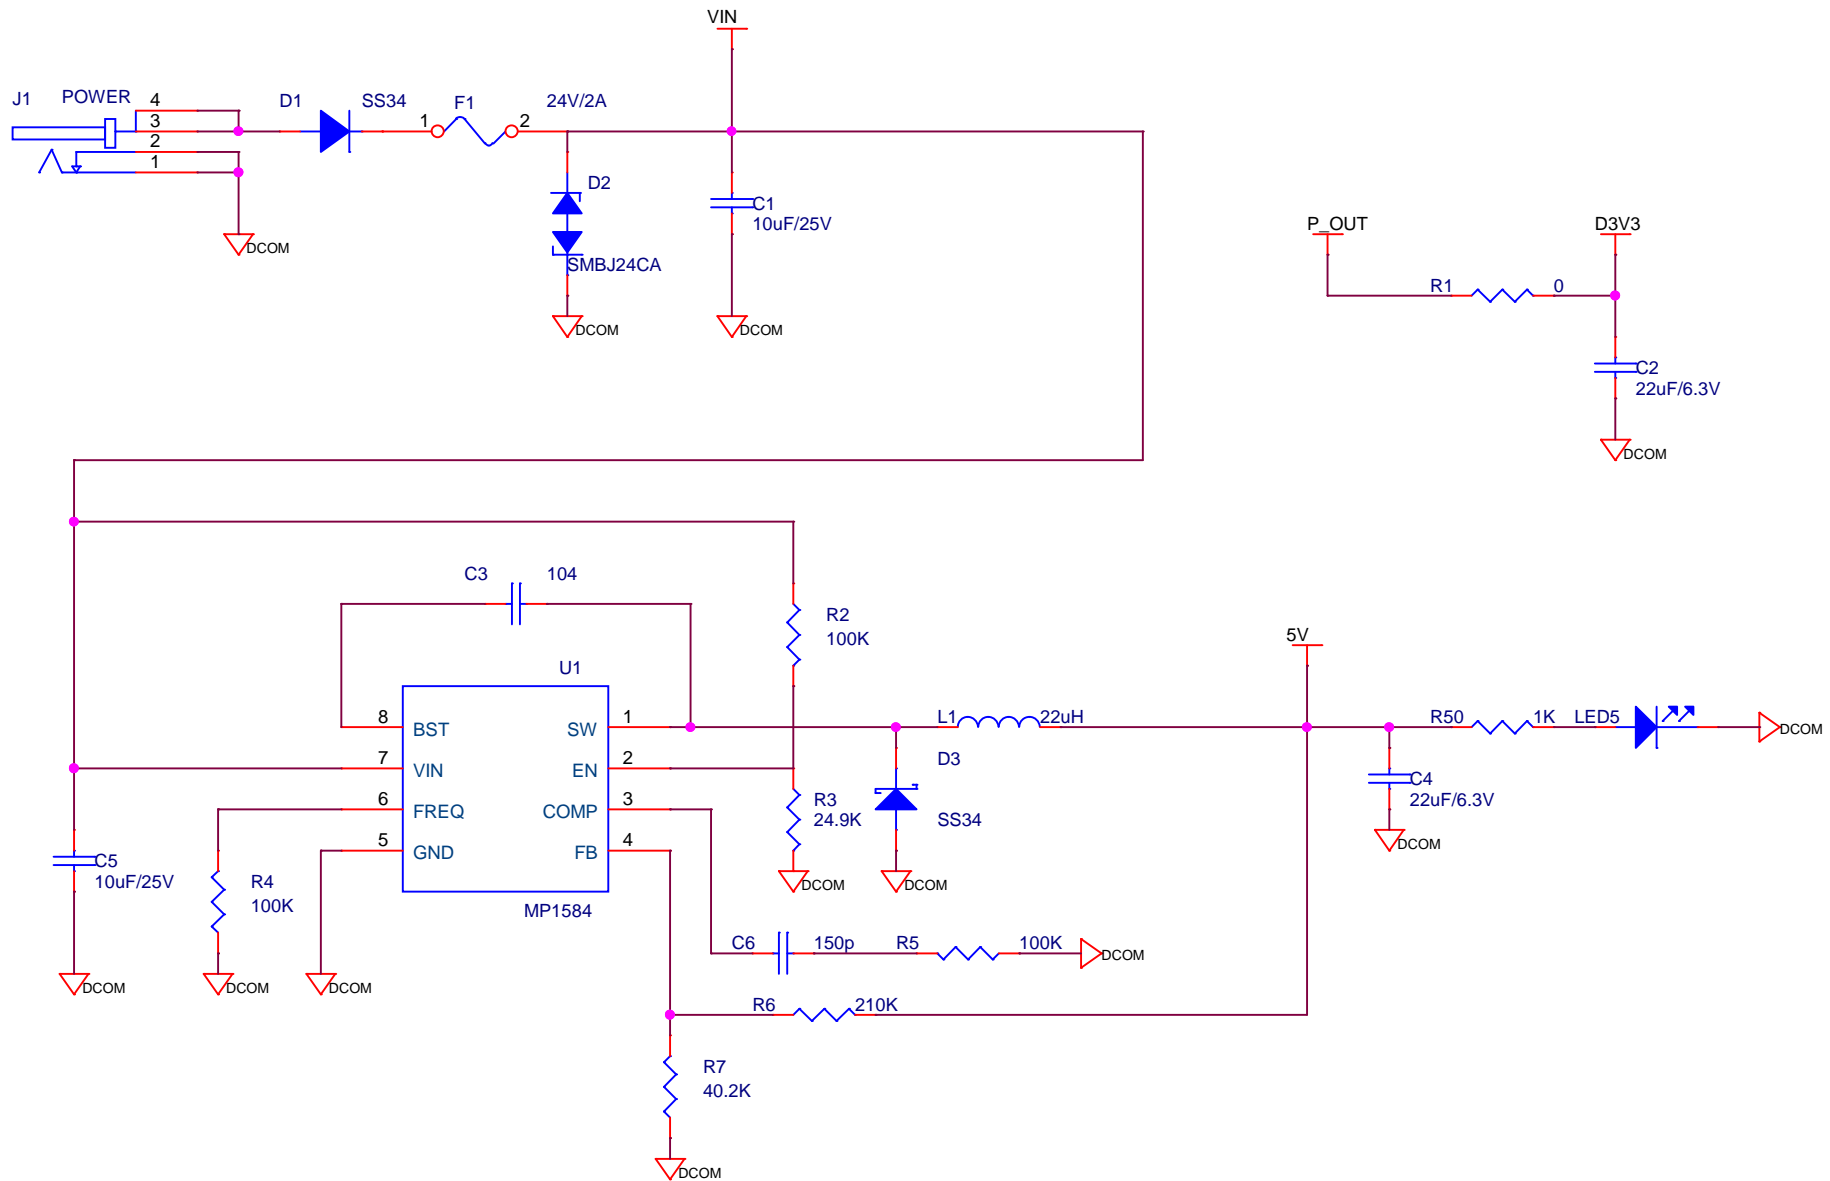 VIN
J1 POWER 4 D1 SS34 F1 24V/2A
3 1 2
2
1
D2
C1
10uF/25V
SMBJ24CA
DCOM
DCOM
DCOM
P_OUT D3V3
R1 0
C2
22uF/6.3V
DCOM
C3 104
R2
100K
U1
5V
8 BST SW 1
L1 22uH
R50 1K LED5
DCOM
7 VIN EN 2
D3
6 FREQ COMP 3
R3
24.9K
SS34
C4
22uF/6.3V
DCOM
5 GND FB 4
C5
10uF/25V
R4
100K
DCOM
DCOM
MP1584
C6 150p R5 100K
DCOM
DCOM
DCOM
DCOM
R6 210K
R7
40.2K
DCOM